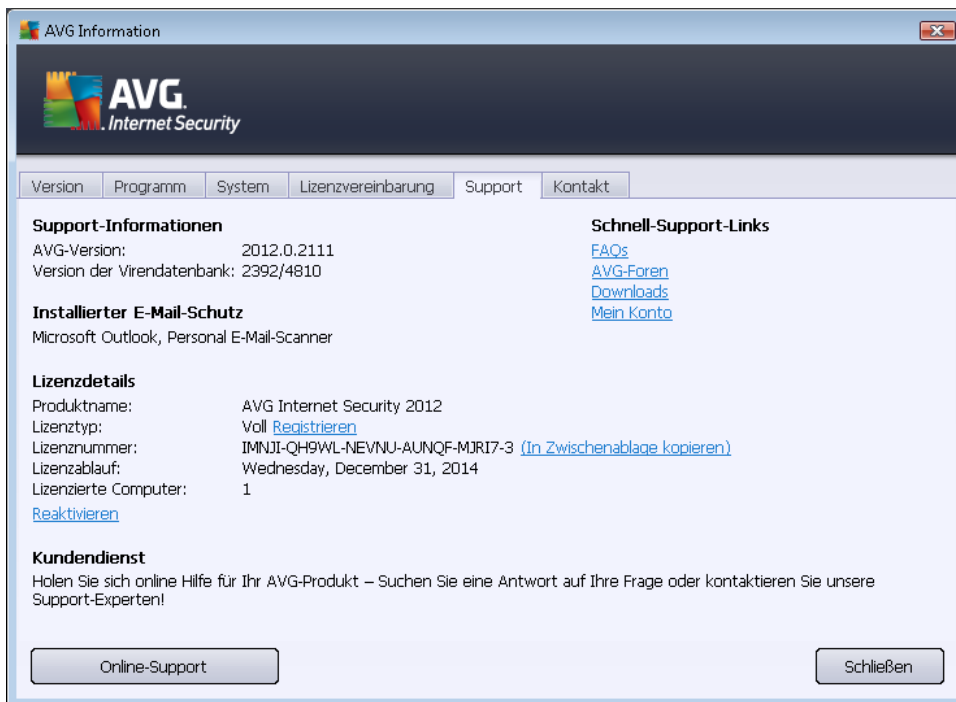 AVG Information
AVG.
Internet Security
Version Programm System Lizenzvereinbarung Support Kontakt
Support-Informationen
AVG-Version: 2012.0.2111
Version der Virendatenbank: 2392/4810
Installierter E-Mail-Schutz
Microsoft Outlook, Personal E-Mail-Scanner
Lizenzdetails
Produktname: AVG Internet Security 2012
Lizenztyp: Voll Registrieren
Lizenznummer: IMNJI-QH9WL-NEVNU-AUNQF-MJRI7-3 (In Zwischenablage kopieren)
Lizenzablauf: Wednesday, December 31, 2014
Lizenzierte Computer: 1
Reaktivieren
Kundendienst
Holen Sie sich online Hilfe für Ihr AVG-Produkt – Suchen Sie eine Antwort auf Ihre Frage oder kontaktieren Sie unsere
Support-Experten!
Schnell-Support-Links
FAQs
AVG-Foren
Downloads
Mein Konto
Online-Support
Schließen